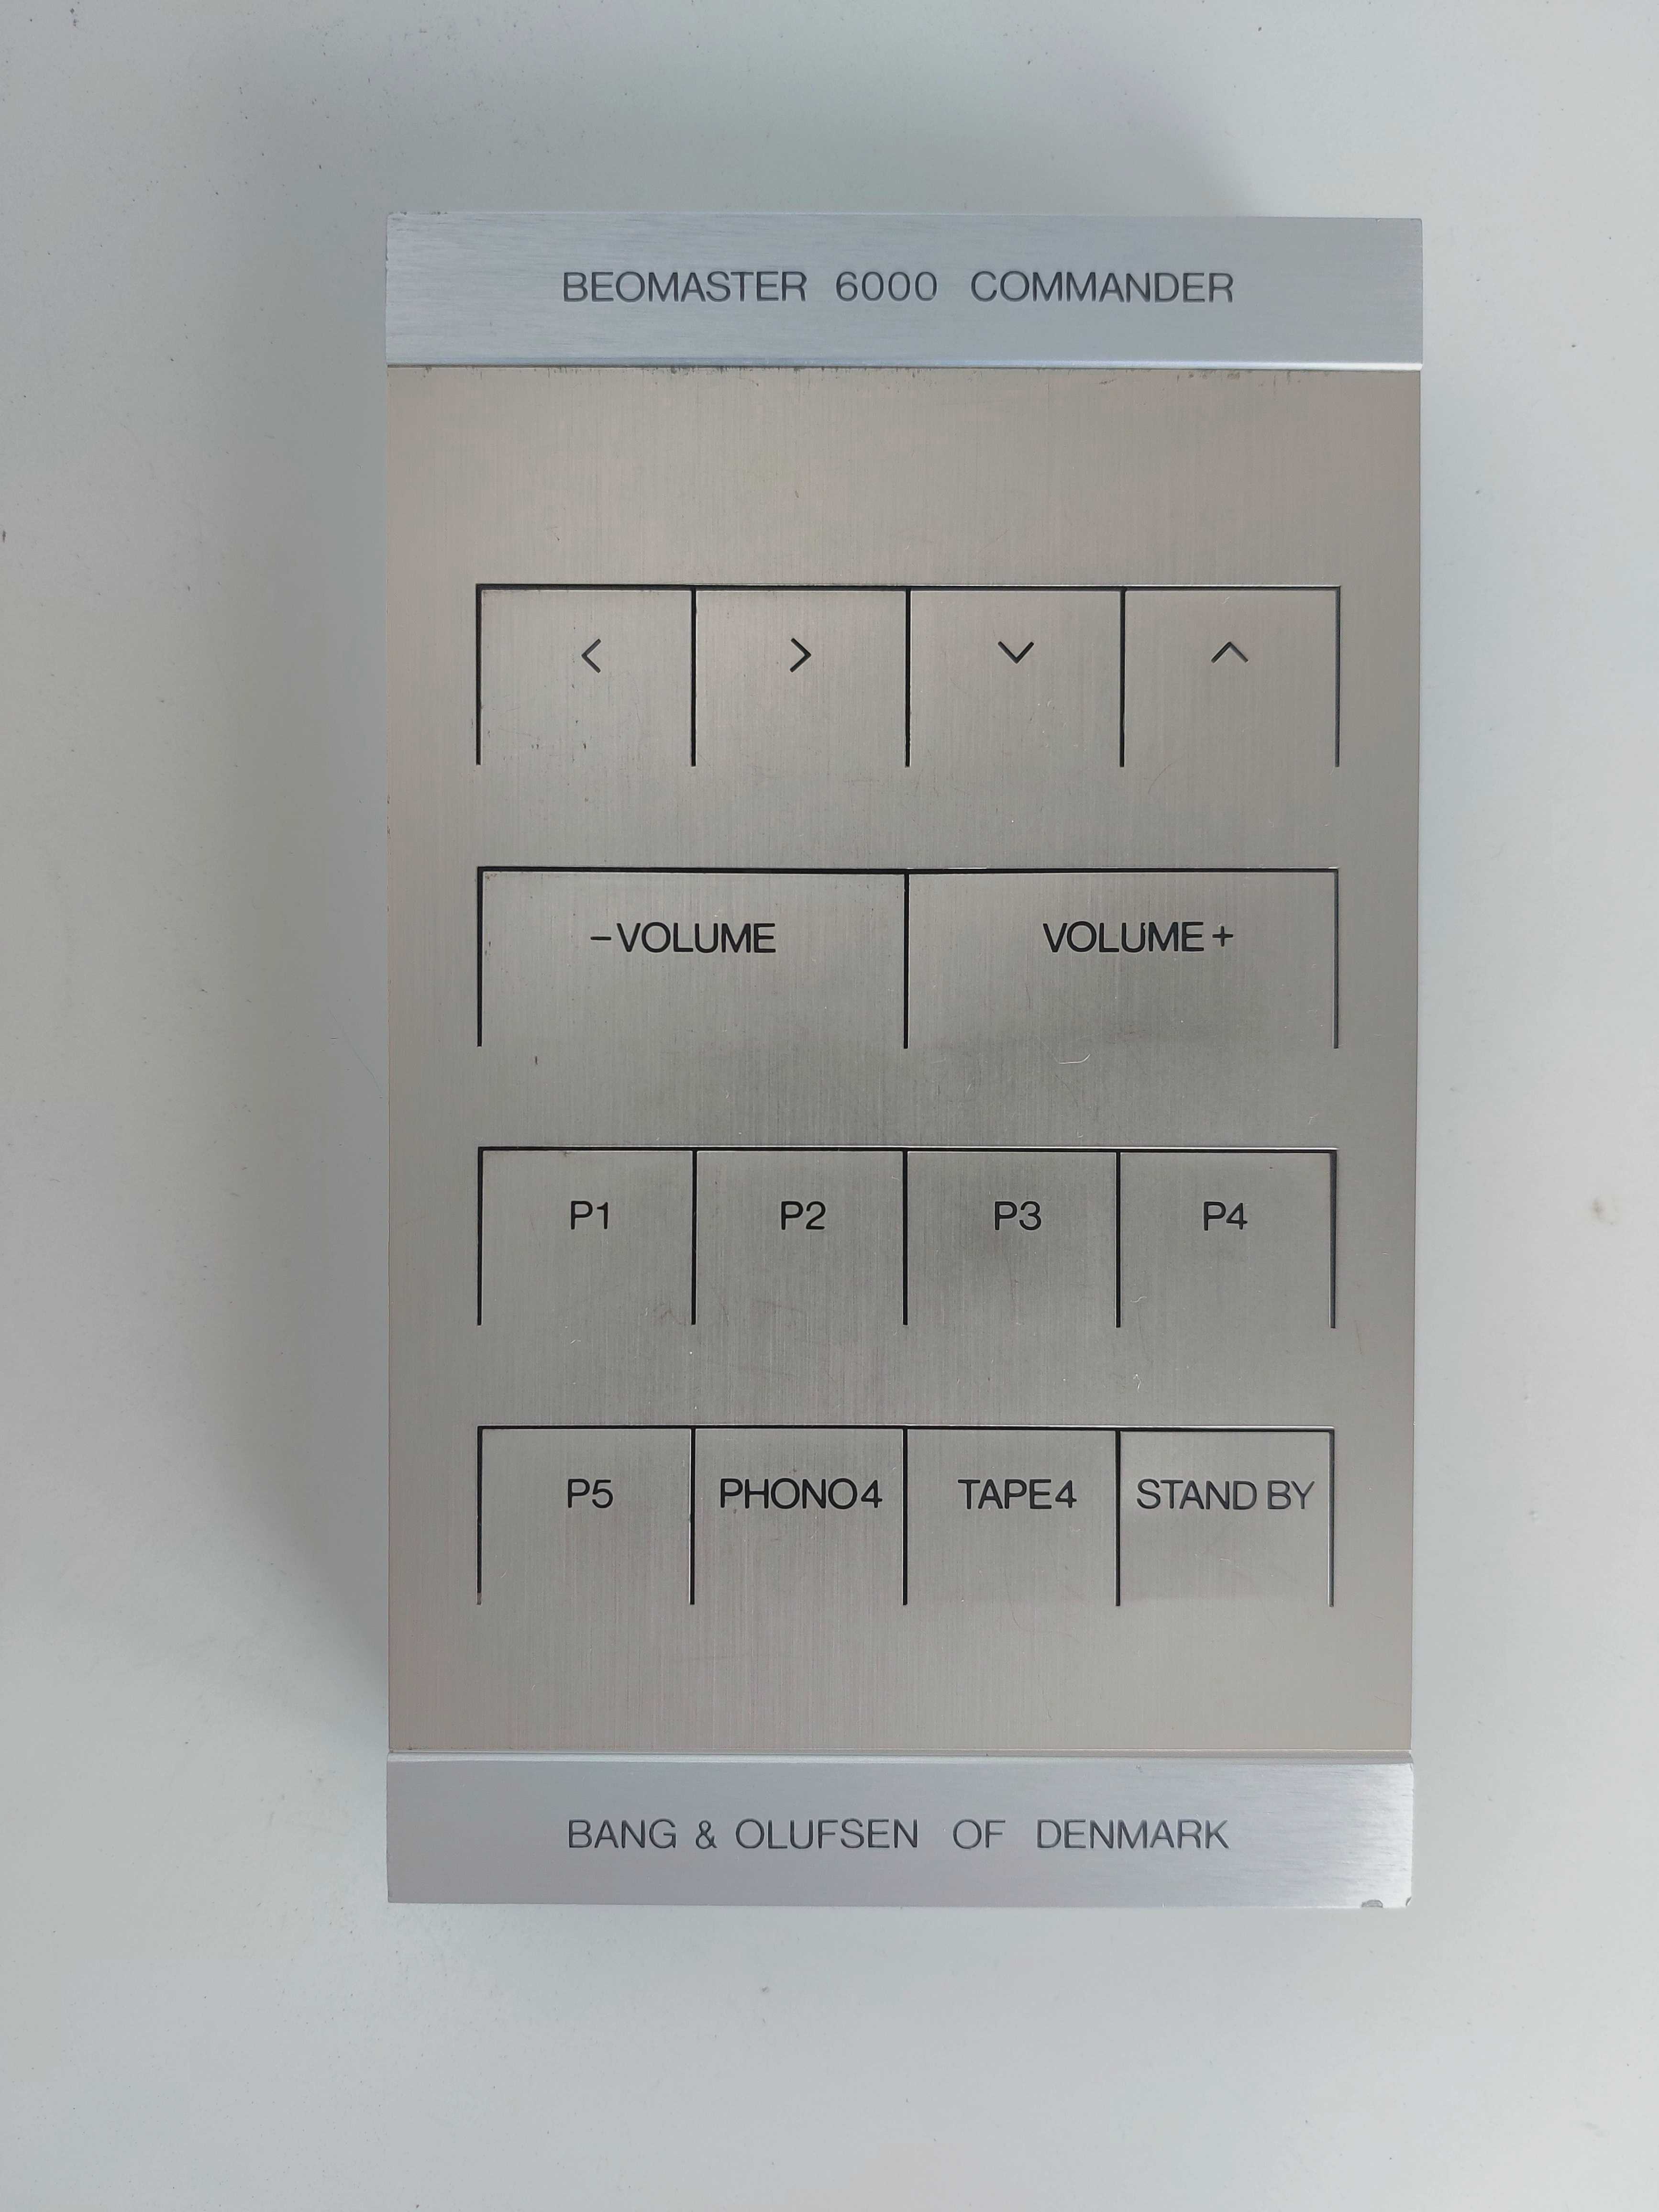 BEOMASTER 6000 COMMANDER
< > ∨ ∧
-VOLUME VOLUME+
P1 P2 P3 P4
P5 PHONO4 TAPE4 STAND BY
BANG & OLUFSEN OF DENMARK